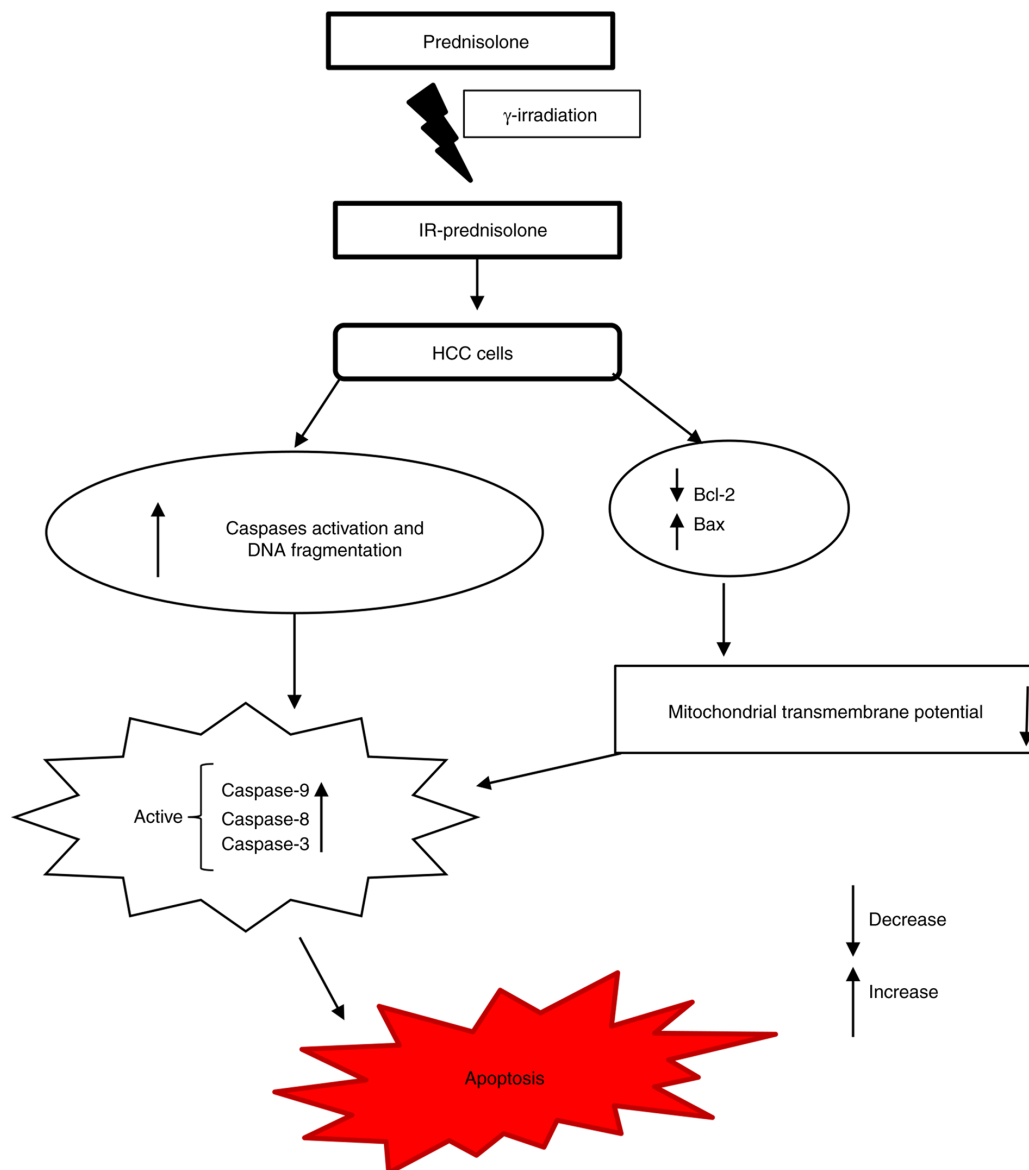 Prednisolone
γ-irradiation
IR-prednisolone
HCC cells
Caspases activation and
DNA fragmentation
Bcl-2
Bax
Mitochondrial transmembrane potential
Active
Caspase-9
Caspase-8
Caspase-3
Decrease
Increase
Apoptosis